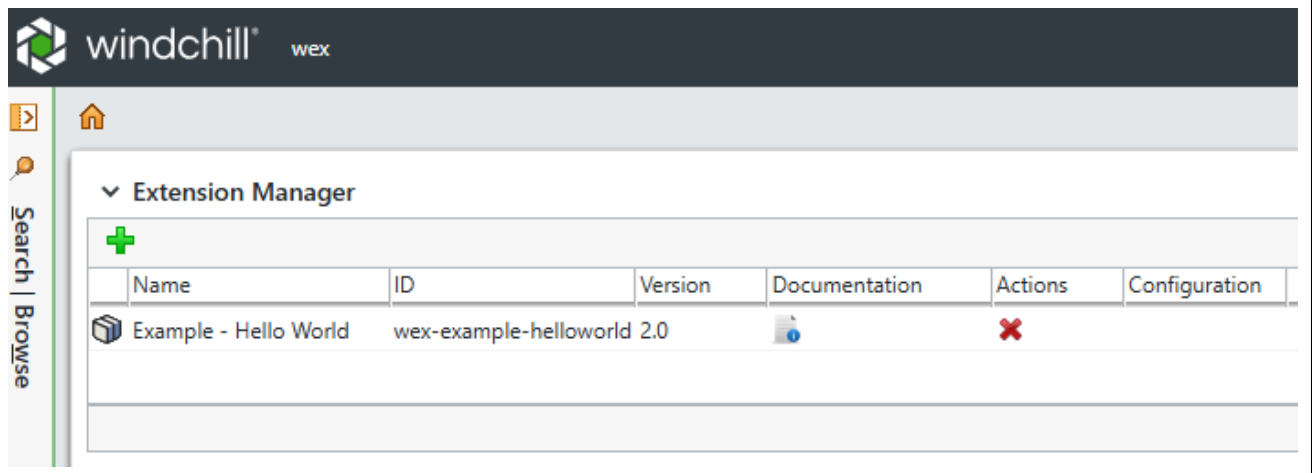 windchill® wex
Search | Browse
Extension Manager
Name ID Version Documentation Actions Configuration
Example - Hello World wex-example-helloworld 2.0